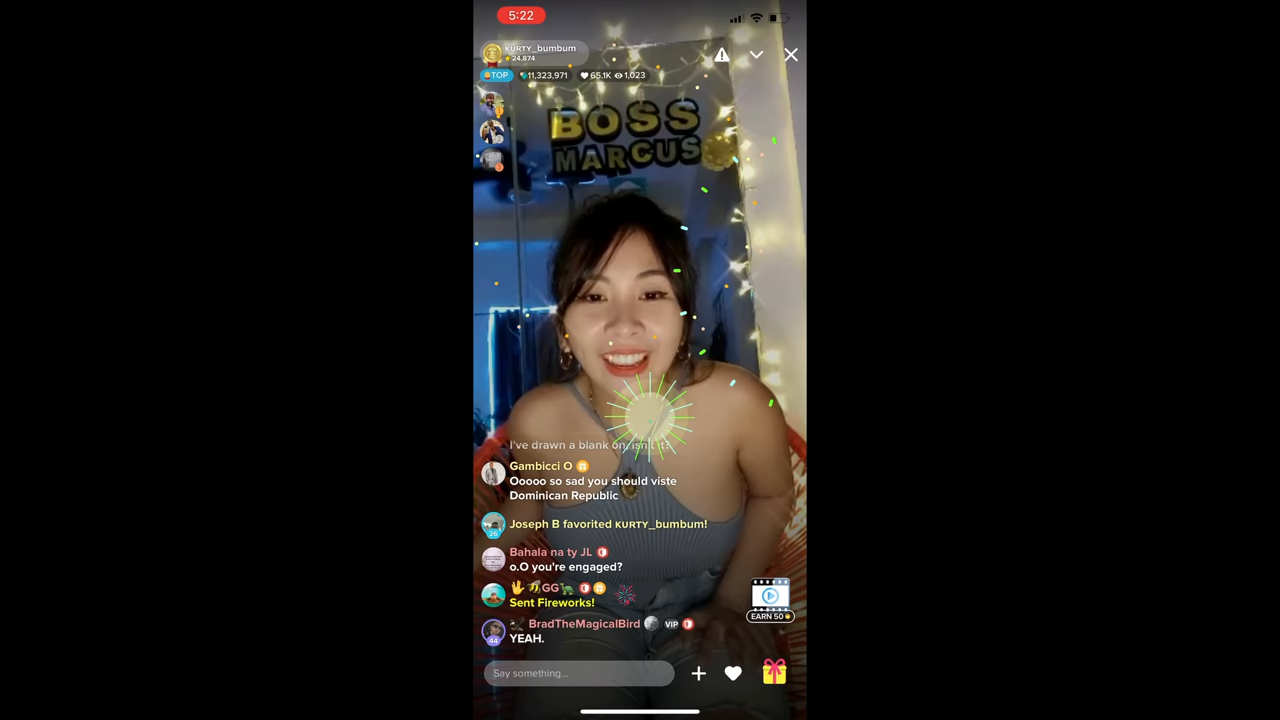 5:22
KURTY_bumbum
24,874
TOP 11,323,971 65.1K 1,023
BOSS
MARCUS
I've drawn a blank on, isn't it?
Gambicci O
Ooooo so sad you should viste
Dominican Republic
Joseph B favorited KURTY_bumbum!
26
Bahala na ty JL
o.O you're engaged?
GG
Sent Fireworks!
BradTheMagicalBird VIP
44
YEAH.
EARN 50
Say something...